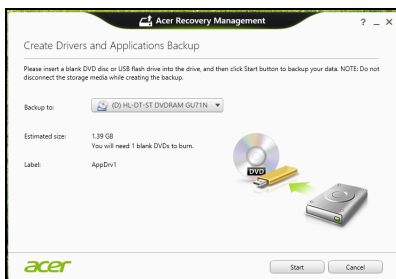 Acer Recovery Management
? _ X
Create Drivers and Applications Backup
Please insert a blank DVD disc or USB flash drive into the drive, and then click Start button to backup your data. NOTE: Do not
disconnect the storage media while creating the backup.
Backup to: (D) HL-DT-ST DVDRAM GU71N
Estimated size: 1.39 GB
You will need 1 blank DVDs to burn.
Label: AppDrv1
DVD
acer
Start Cancel